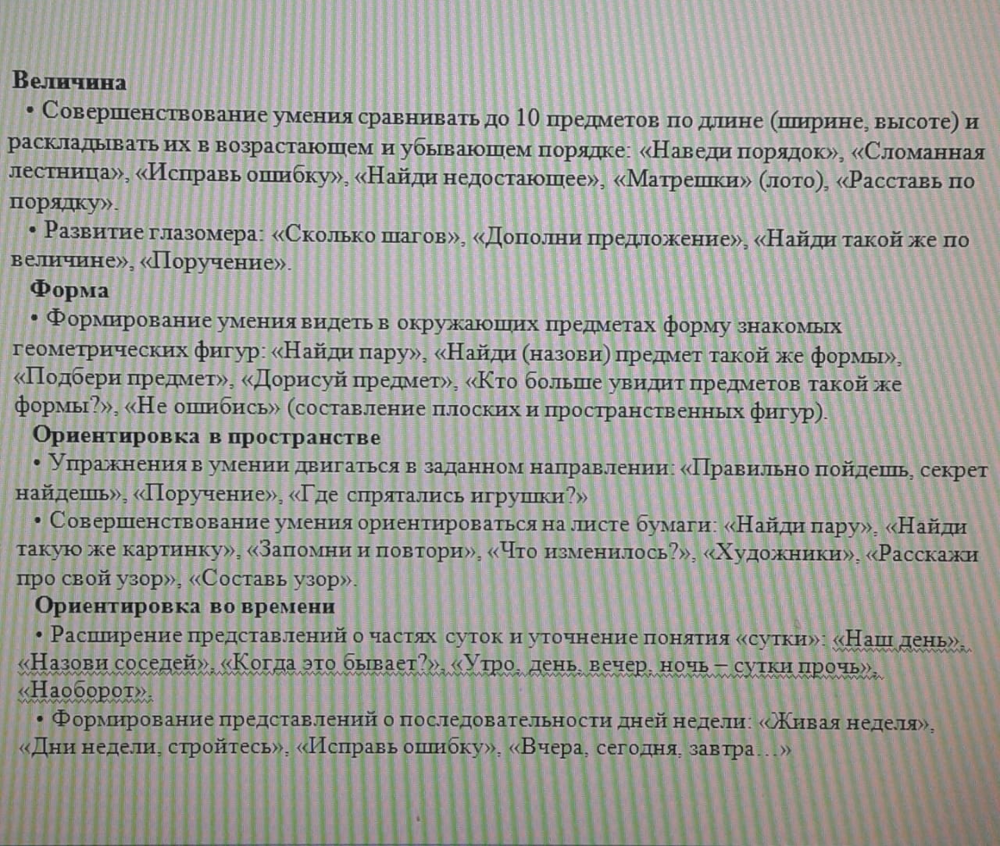 Величина
• Совершенствование умения сравнивать до 10 предметов по длине (ширине, высоте) и
раскладывать их в возрастающем и убывающем порядке: «Наведи порядок», «Сломанная
лестница», «Исправь ошибку», «Найди недостающее», «Матрешки» (лото), «Расставь по
порядку».
• Развитие глазомера: «Сколько шагов», «Дополни предложение», «Найди такой же по
величине», «Поручение».
Форма
• Формирование умения видеть в окружающих предметах форму знакомых
геометрических фигур: «Найди пару», «Найди (назови) предмет такой же формы»,
«Подбери предмет», «Дорисуй предмет», «Кто больше увидит предметов такой же
формы?», «Не ошибись» (составление плоских и пространственных фигур).
Ориентировка в пространстве
• Упражнения в умении двигаться в заданном направлении: «Правильно пойдешь, секрет
найдешь», «Поручение», «Где спрятались игрушки?»
• Совершенствование умения ориентироваться на листе бумаги: «Найди пару», «Найди
такую же картинку», «Запомни и повтори», «Что изменилось?», «Художники», «Расскажи
про свой узор», «Составь узор».
Ориентировка во времени
• Расширение представлений о частях суток и уточнение понятия «сутки»: «Наш день»,
«Назови соседей», «Когда это бывает?», «Утро, день, вечер, ночь – сутки прочь»,
«Наоборот».
• Формирование представлений о последовательности дней недели: «Живая неделя»,
«Дни недели, стройтесь», «Исправь ошибку», «Вчера, сегодня, завтра…»